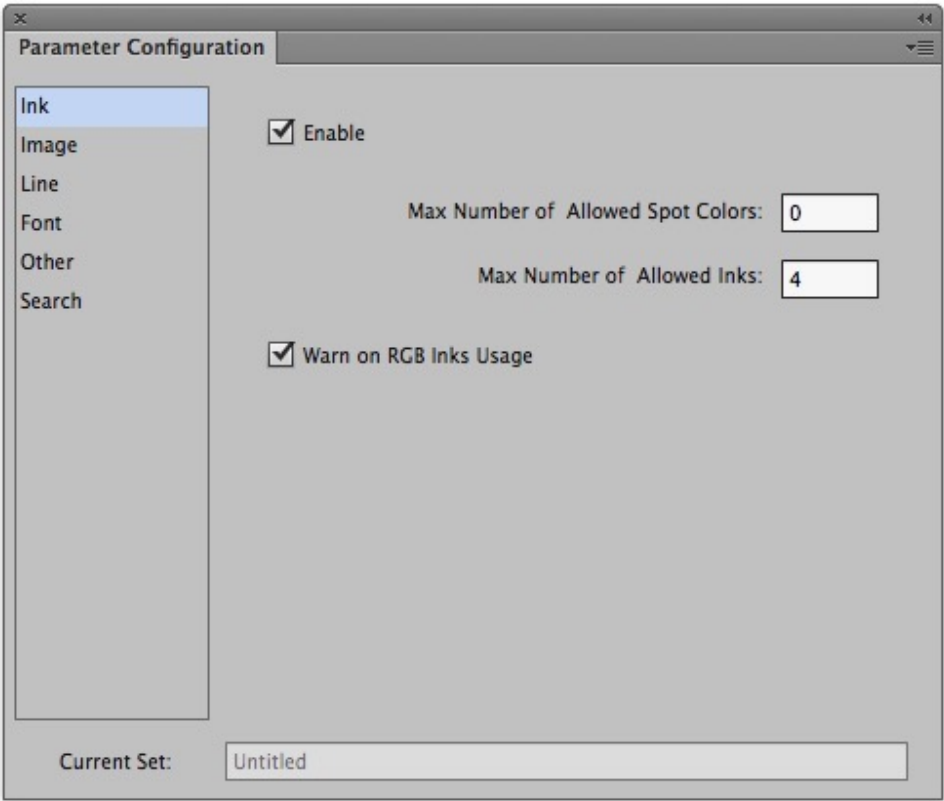 Parameter Configuration
Ink
Image
Line
Font
Other
Search
Enable
Max Number of Allowed Spot Colors: 0
Max Number of Allowed Inks: 4
Warn on RGB Inks Usage
Current Set: Untitled